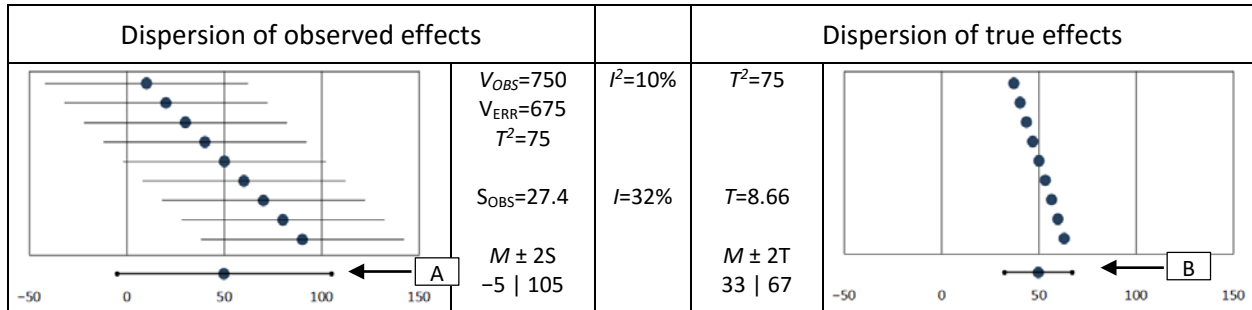 Dispersion of observed effects
Dispersion of true effects
V_OBS=750
V_ERR=675
T²=75
S_OBS=27.4
M ± 2S
−5 | 105
I²=10%
I=32%
T²=75
T=8.66
M ± 2T
33 | 67
A
−50 0 50 100 150
B
−50 0 50 100 150